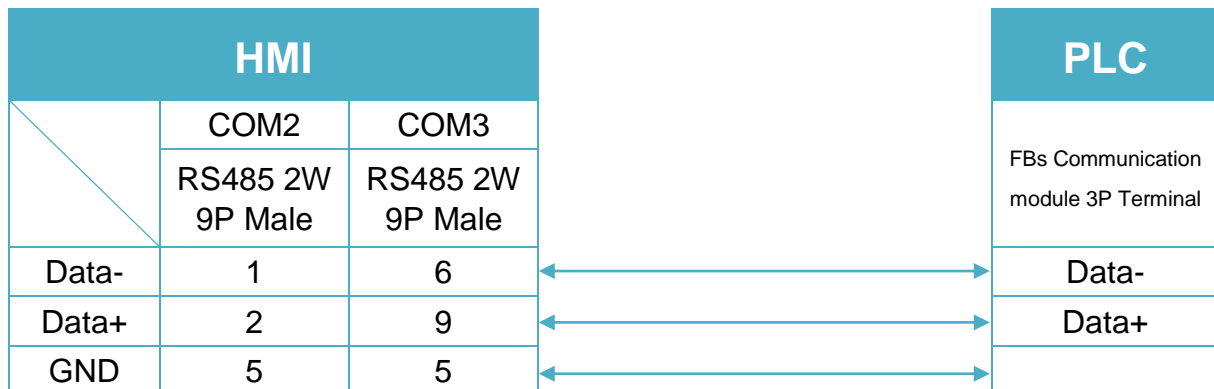 HMI PLC
COM2 COM3
RS485 2W RS485 2W FBs Communication
9P Male 9P Male module 3P Terminal
Data- 1 6 Data-
Data+ 2 9 Data+
GND 5 5